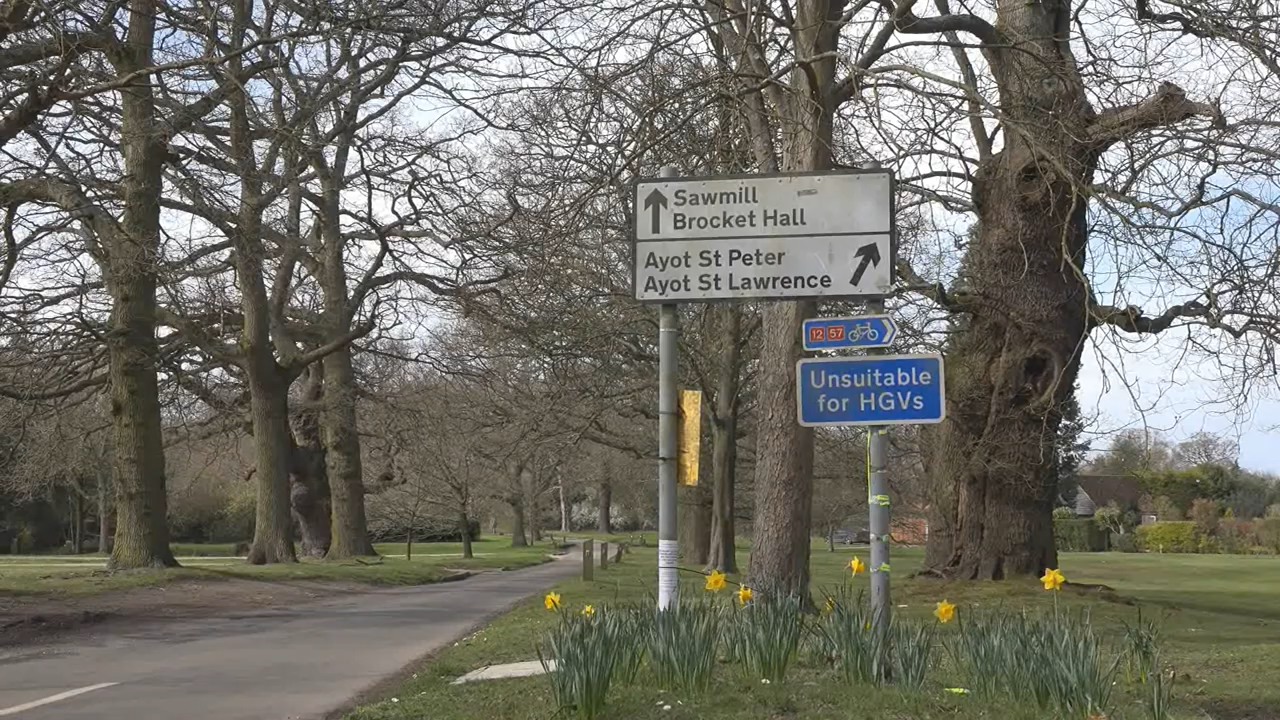 Sawmill
Brocket Hall
Ayot St Peter
Ayot St Lawrence
12 57
Unsuitable
for HGVs